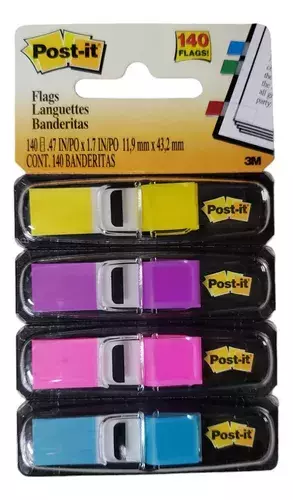 Post-it
140
FLAGS!
Flags
Languettes
Banderitas
140 .47 IN/PO x 1.7 IN/PO 11,9 mm x 43,2 mm
CONT. 140 BANDERITAS
3M
Post-it
Post-it
Post-it
Post-it